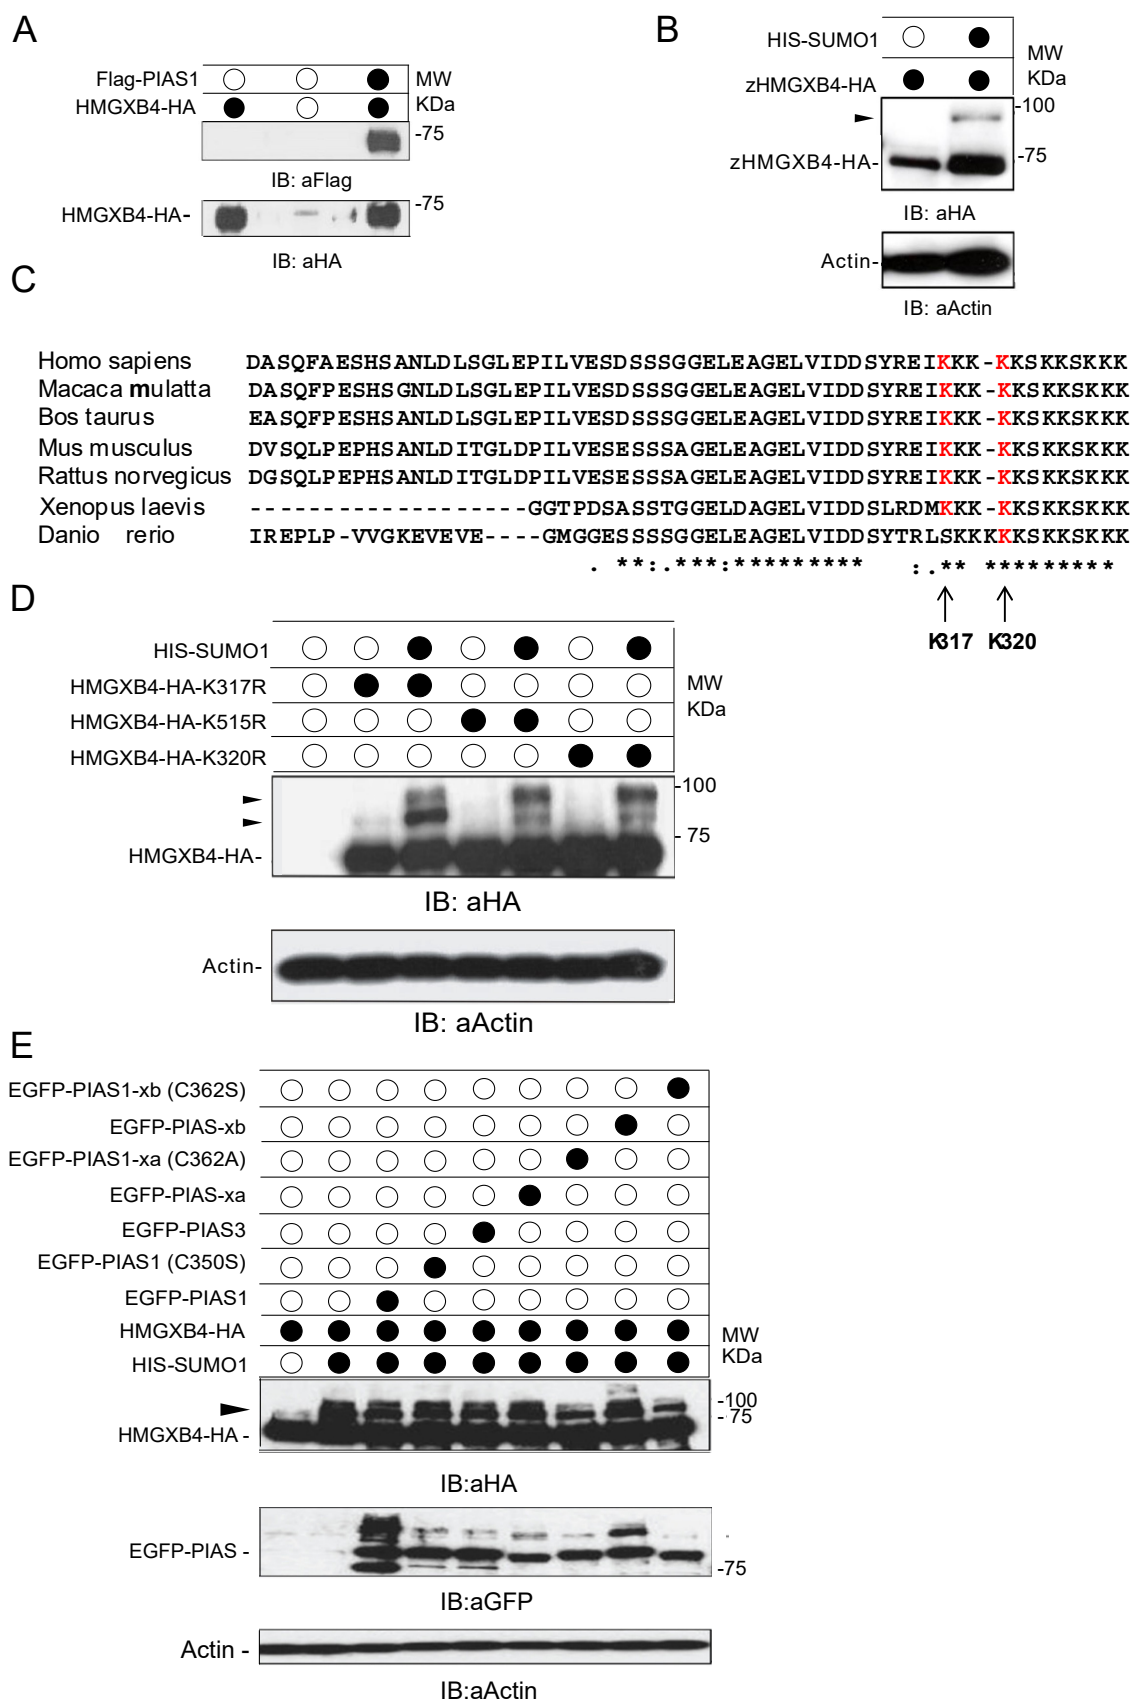 A
Flag-PIAS1
MW
HMGXB4-HA
KDa
-75
IB: aFlag
-75
HMGXB4-HA-
IB: aHA
B
HIS-SUMO1
MW
zHMGXB4-HA
KDa
-100
-75
zHMGXB4-HA-
IB: aHA
Actin-
IB: aActin
C
Homo sapiens DASQFAESHSANLDLSGLEPILVESDSSSGGELEAGELVIDDSYREIKKK-KKSKKSKKK
Macaca mulatta DASQFPESHSGNLDLSGLEPILVESDSSSGGELEAGELVIDDSYREIKKK-KKSKKSKKK
Bos taurus EASQFPESHSANLDLSGLEPILVESDSSSGGELEAGELVIDDSYREIKKK-KKSKKSKKK
Mus musculus DVSQLPEPHSANLDITGLDPILVESESSSAGELEAGELVIDDSYREIKKK-KKSKKSKKK
Rattus norvegicus DGSQLPEPHSANLDITGLDPILVESESSSAGELEAGELVIDDSYREIKKK-KKSKKSKKK
Xenopus laevis -------------------GGTPDSASSTGGELDAGELVIDDSLRDMKKK-KKSKKSKKK
Danio rerio IREPLP-VVGKEVEVE----GMGGESSSSGGELEAGELVIDDSYTRLSKKKKKSKKSKKK
. **:.***:********* :.** *********
K317 K320
D
HIS-SUMO1
HMGXB4-HA-K317R
MW
HMGXB4-HA-K515R
KDa
HMGXB4-HA-K320R
-100
- 75
HMGXB4-HA-
IB: aHA
Actin-
IB: aActin
E
EGFP-PIAS1-xb (C362S)
EGFP-PIAS-xb
EGFP-PIAS1-xa (C362A)
EGFP-PIAS-xa
EGFP-PIAS3
EGFP-PIAS1 (C350S)
EGFP-PIAS1
HMGXB4-HA
MW
HIS-SUMO1
KDa
-100
- 75
HMGXB4-HA -
IB:aHA
EGFP-PIAS -
-75
IB:aGFP
Actin -
IB:aActin